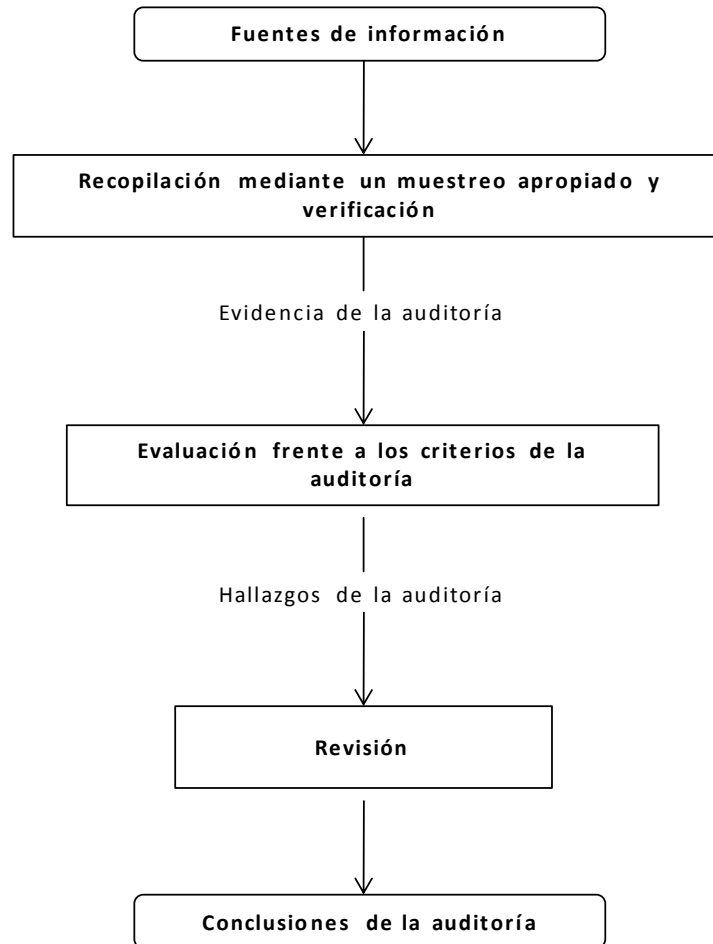 Fuentes de información
Recopilación mediante un muestreo apropiado y
verificación
Evidencia de la auditoría
Evaluación frente a los criterios de la
auditoría
Hallazgos de la auditoría
Revisión
Conclusiones de la auditoría